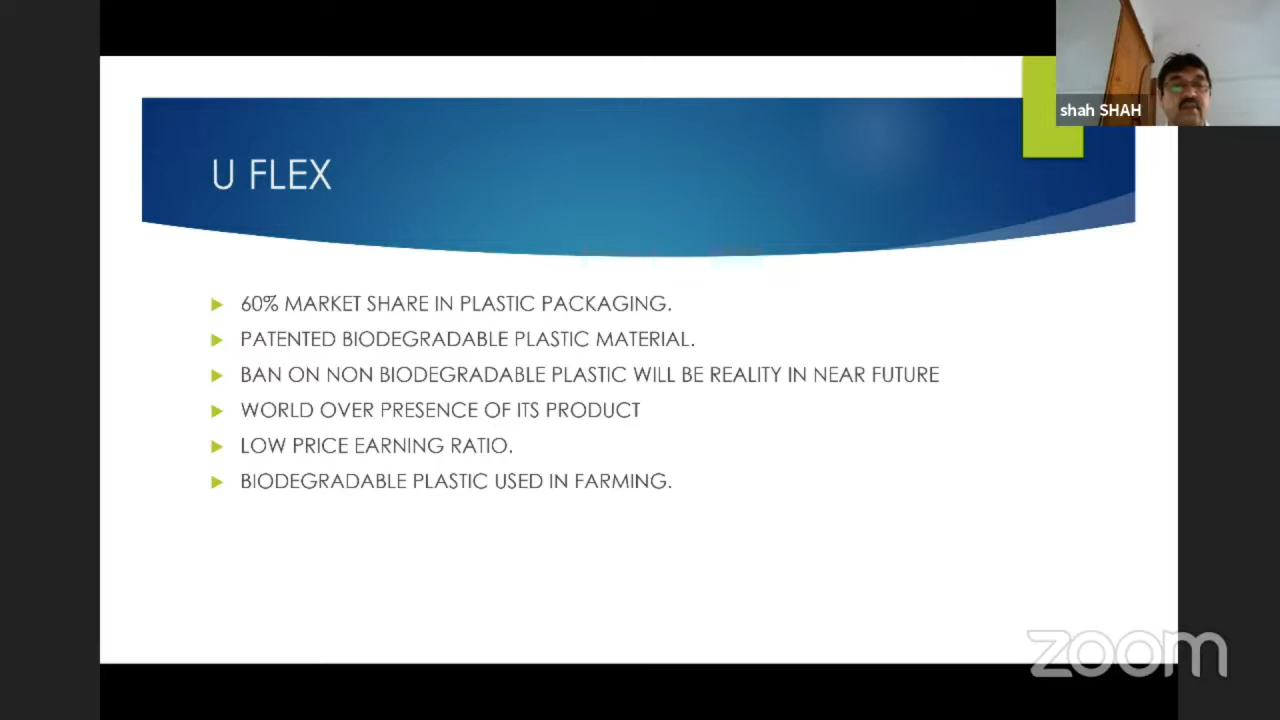 shah SHAH
U FLEX
60% MARKET SHARE IN PLASTIC PACKAGING.
PATENTED BIODEGRADABLE PLASTIC MATERIAL.
BAN ON NON BIODEGRADABLE PLASTIC WILL BE REALITY IN NEAR FUTURE
WORLD OVER PRESENCE OF ITS PRODUCT
LOW PRICE EARNING RATIO.
BIODEGRADABLE PLASTIC USED IN FARMING.
zoom